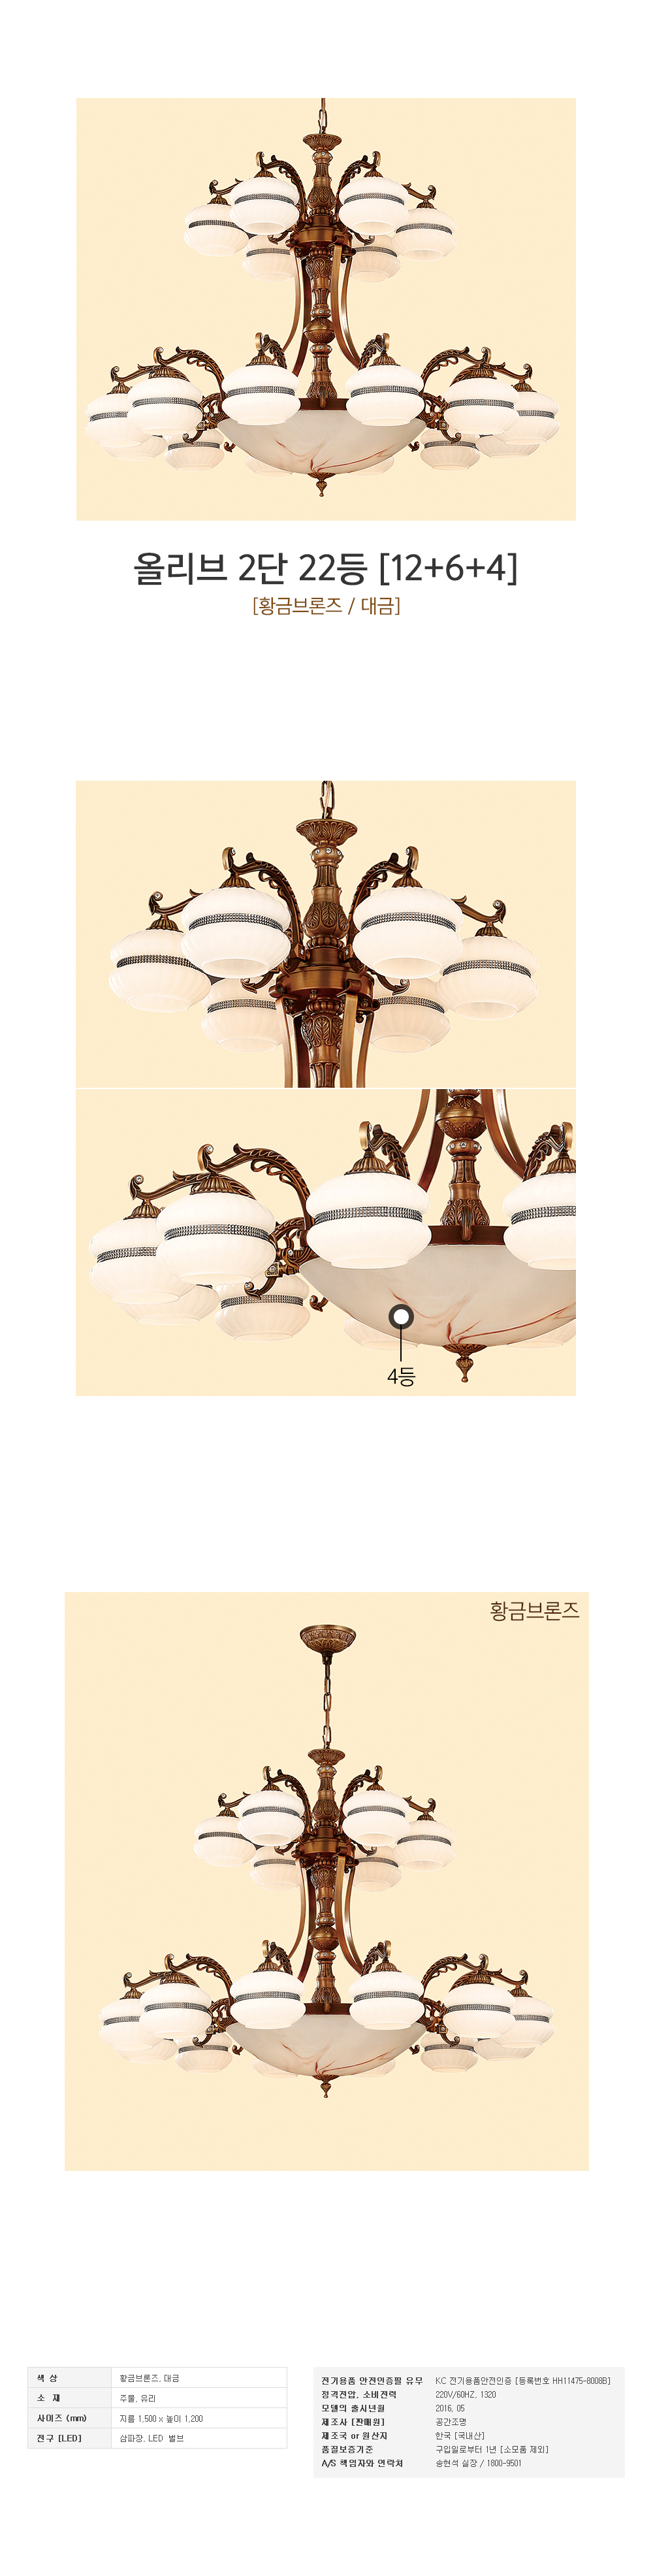 올리브 2단 22등 [12+6+4]
[황금브론즈 / 대금]
4등
황금브론즈
색 상 황금브론즈, 대금
소 재 주물, 유리
사이즈 (mm) 지름 1,500 x 높이 1,200
전구 [LED] 삼파장, LED 벌브
전기용품 안전인증필 유무 KC 전기용품안전인증 [등록번호 HH11475-8008B]
정격전압, 소비전력 220V/60HZ, 1320
모델의 출시년월 2016, 05
제조사 [판매원] 공간조명
제조국 or 원산지 한국 [국내산]
품질보증기준 구입일로부터 1년 [소모품 제외]
A/S 책임자와 연락처 송현석 실장 / 1800-9501